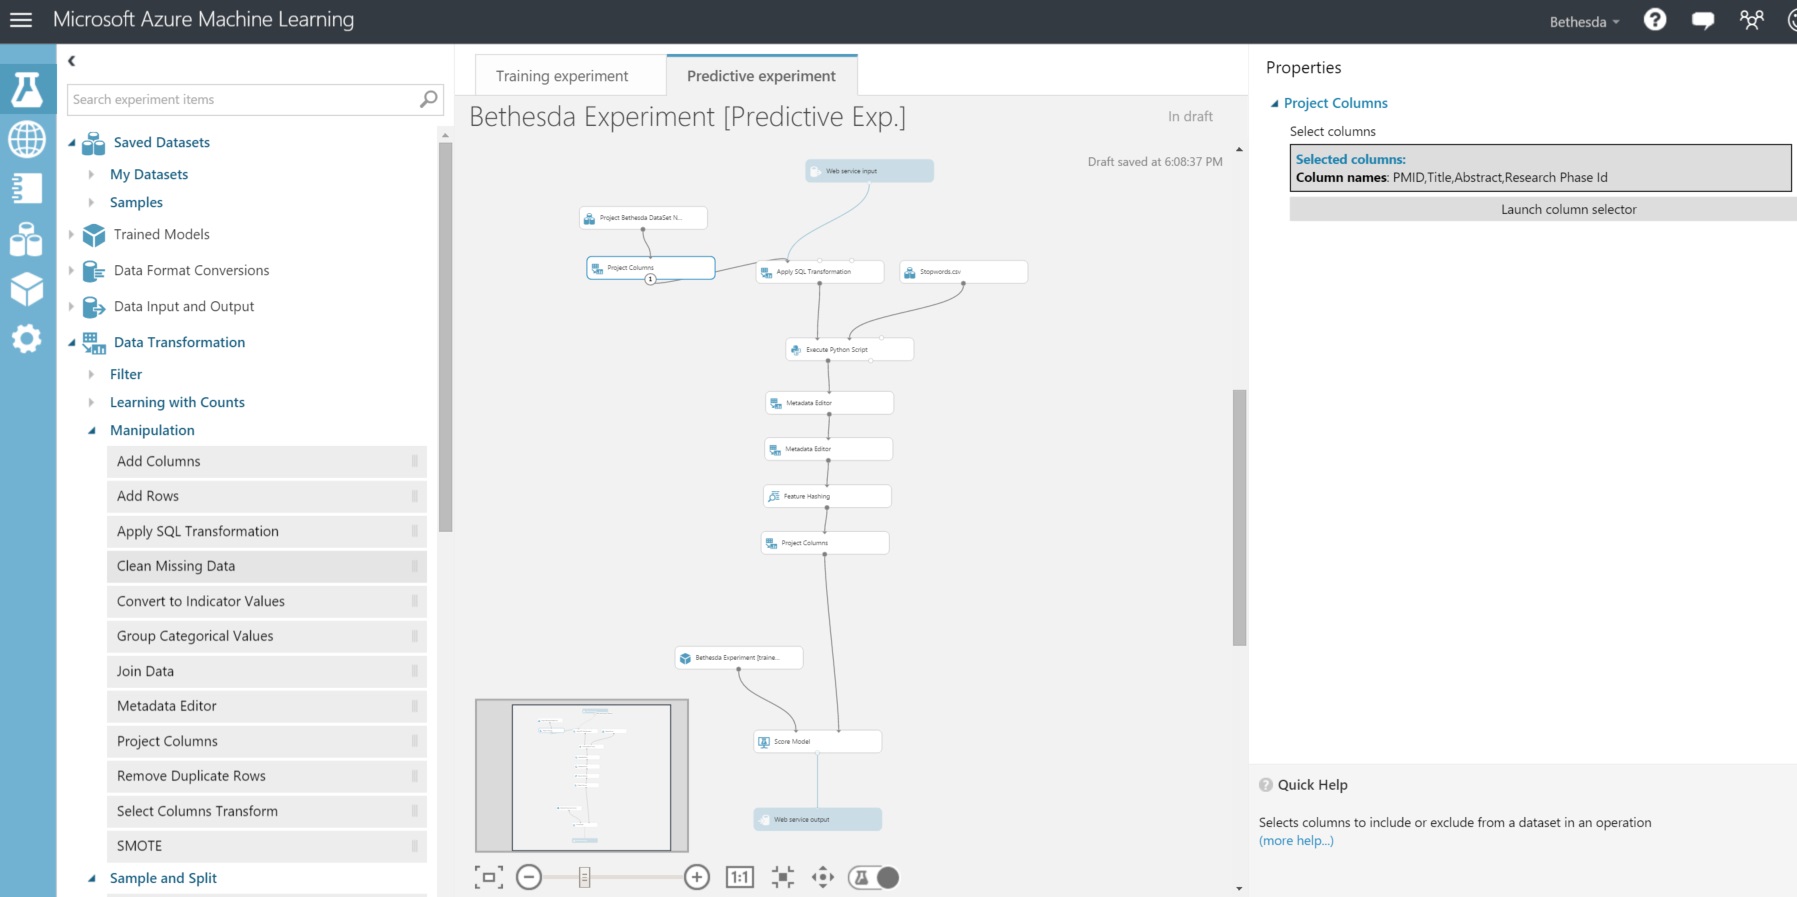 Microsoft Azure Machine Learning
Bethesda
Search experiment items
Saved Datasets
My Datasets
Samples
Trained Models
Data Format Conversions
Data Input and Output
Data Transformation
Filter
Learning with Counts
Manipulation
Add Columns
Add Rows
Apply SQL Transformation
Clean Missing Data
Convert to Indicator Values
Group Categorical Values
Join Data
Metadata Editor
Project Columns
Remove Duplicate Rows
Select Columns Transform
SMOTE
Sample and Split
Training experiment
Predictive experiment
Bethesda Experiment [Predictive Exp.]
In draft
Draft saved at 6:08:37 PM
Web service input
Project Bethesda DataSet N...
Project Columns
1
Apply SQL Transformation
Stopwords.csv
Execute Python Script
Metadata Editor
Metadata Editor
Feature Hashing
Project Columns
Bethesda Experiment [traine...
Score Model
Web service output
1:1
Properties
Project Columns
Select columns
Selected columns:
Column names: PMID,Title,Abstract,Research Phase Id
Launch column selector
Quick Help
Selects columns to include or exclude from a dataset in an operation
(more help...)